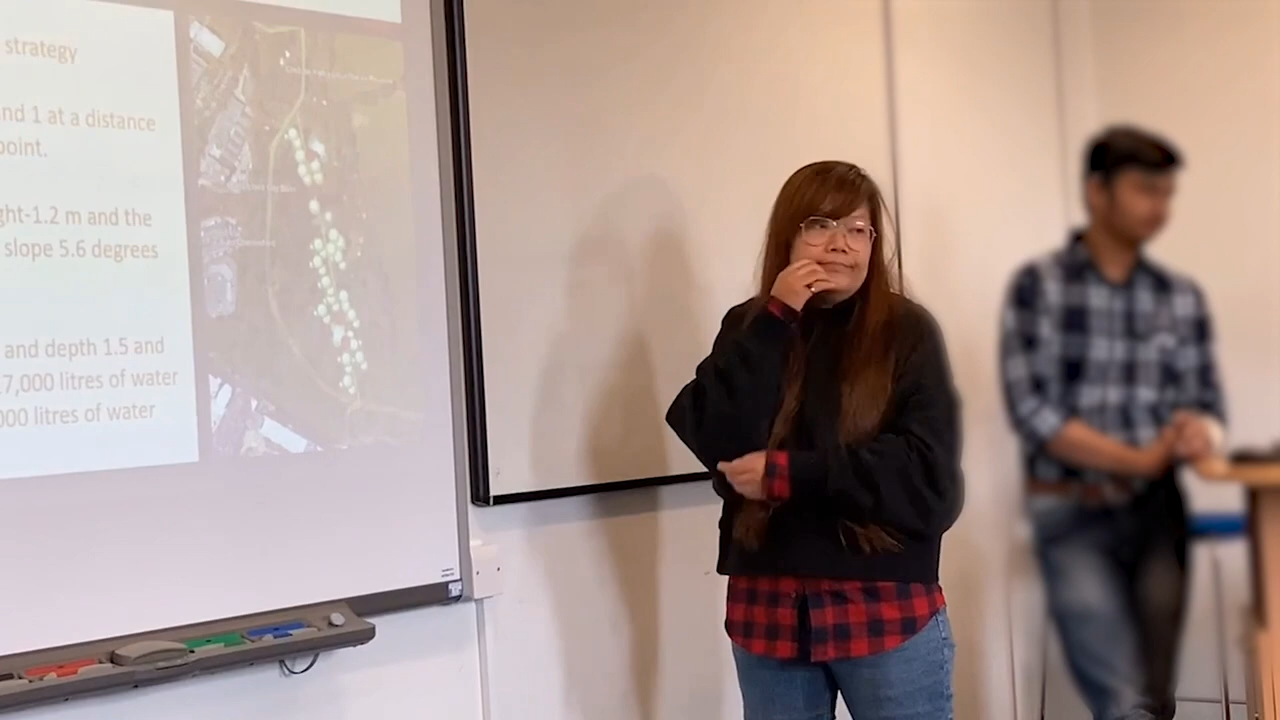 strategy
nd 1 at a distance
point.
ght-1.2 m and the
slope 5.6 degrees
and depth 1.5 and
7,000 litres of water
000 litres of water